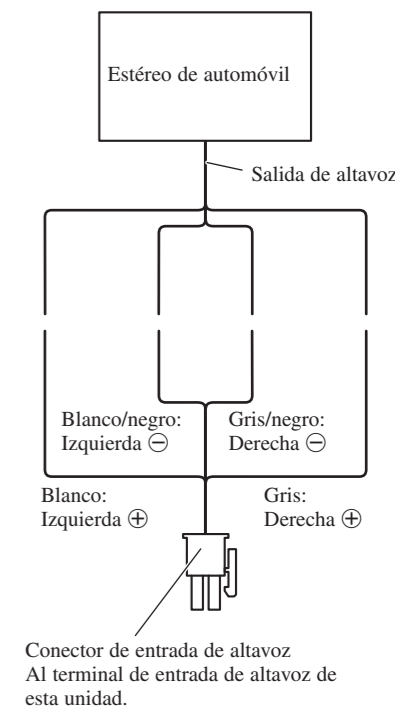 Estéreo de automóvil
Salida de altavoz
Blanco/negro:
Izquierda ⊖
Gris/negro:
Derecha ⊖
Blanco:
Izquierda ⊕
Gris:
Derecha ⊕
Conector de entrada de altavoz
Al terminal de entrada de altavoz de
esta unidad.